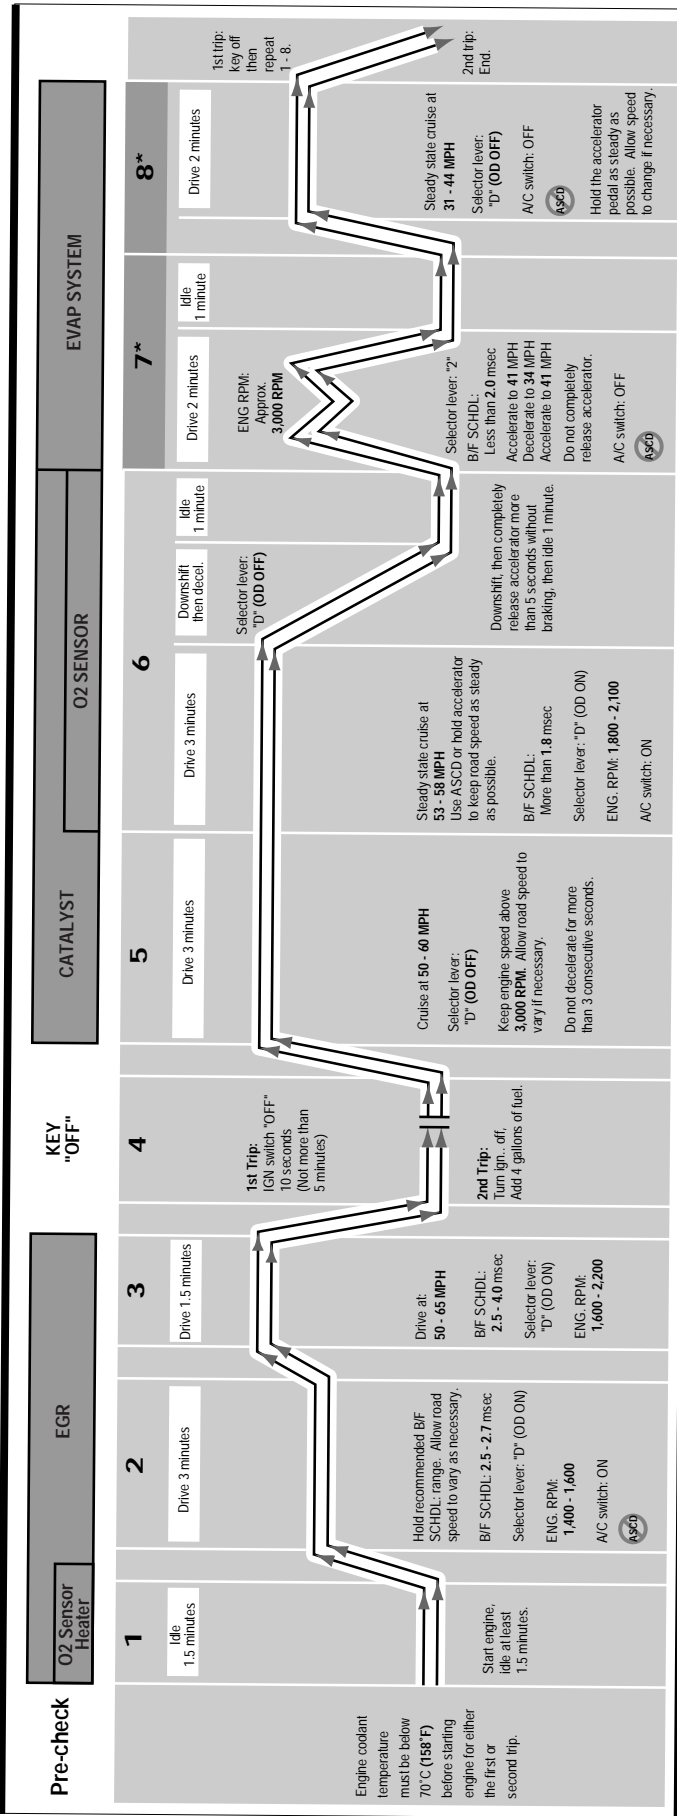 Pre-check
O2 Sensor
Heater
EGR
KEY
"OFF"
CATALYST
O2 SENSOR
EVAP SYSTEM
Engine coolant
temperature
must be below
70˚C (158˚F)
before starting
engine for either
the first or
second trip.
1
Idle
1.5 minutes
Start engine,
idle at least
1.5 minutes.
2
Drive 3 minutes
Hold recommended B/F
SCHDL: range. Allow road
speed to vary as necessary.
B/F SCHDL: 2.5 - 2.7 msec
Selector lever: "D" (OD ON)
ENG. RPM:
1,400 - 1,600
A/C switch: ON
ASCD
3
Drive 1.5 minutes
Drive at:
50 - 65 MPH
B/F SCHDL:
2.5 - 4.0 msec
Selector lever:
"D" (OD ON)
ENG. RPM:
1,600 - 2,200
4
1st Trip:
IGN switch "OFF"
10 seconds
(Not more than
5 minutes)
2nd Trip:
Turn ign.. off,
Add 4 gallons of fuel.
5
Drive 3 minutes
Cruise at 50 - 60 MPH
Selector lever:
"D" (OD OFF)
Keep engine speed above
3,000 RPM. Allow road speed to
vary if necessary.
Do not decelerate for more
than 3 consecutive seconds.
6
Drive 3 minutes
Steady state cruise at
53 - 58 MPH
Use ASCD or hold accelerator
to keep road speed as steady
as possible.
B/F SCHDL:
More than 1.8 msec
Selector lever: "D" (OD ON)
ENG. RPM: 1,800 - 2,100
A/C switch: ON
Downshift
then decel.
Selector lever:
"D" (OD OFF)
Downshift, then completely
release accelerator more
than 5 seconds without
braking, then idle 1 minute.
Idle
1 minute
7*
Drive 2 minutes
ENG RPM:
Approx.
3,000 RPM
Selector lever: "2"
B/F SCHDL:
Less than 2.0 msec
Accelerate to 41 MPH
Decelerate to 34 MPH
Accelerate to 41 MPH
Do not completely
release accelerator.
A/C switch: OFF
ASCD
Idle
1 minute
8*
Drive 2 minutes
Steady state cruise at
31 - 44 MPH
Selector lever:
"D" (OD OFF)
A/C switch: OFF
ASCD
Hold the accelerator
pedal as steady as
possible. Allow speed
to change if necessary.
1st trip:
key off
then
repeat
1 - 8.
2nd trip:
End.